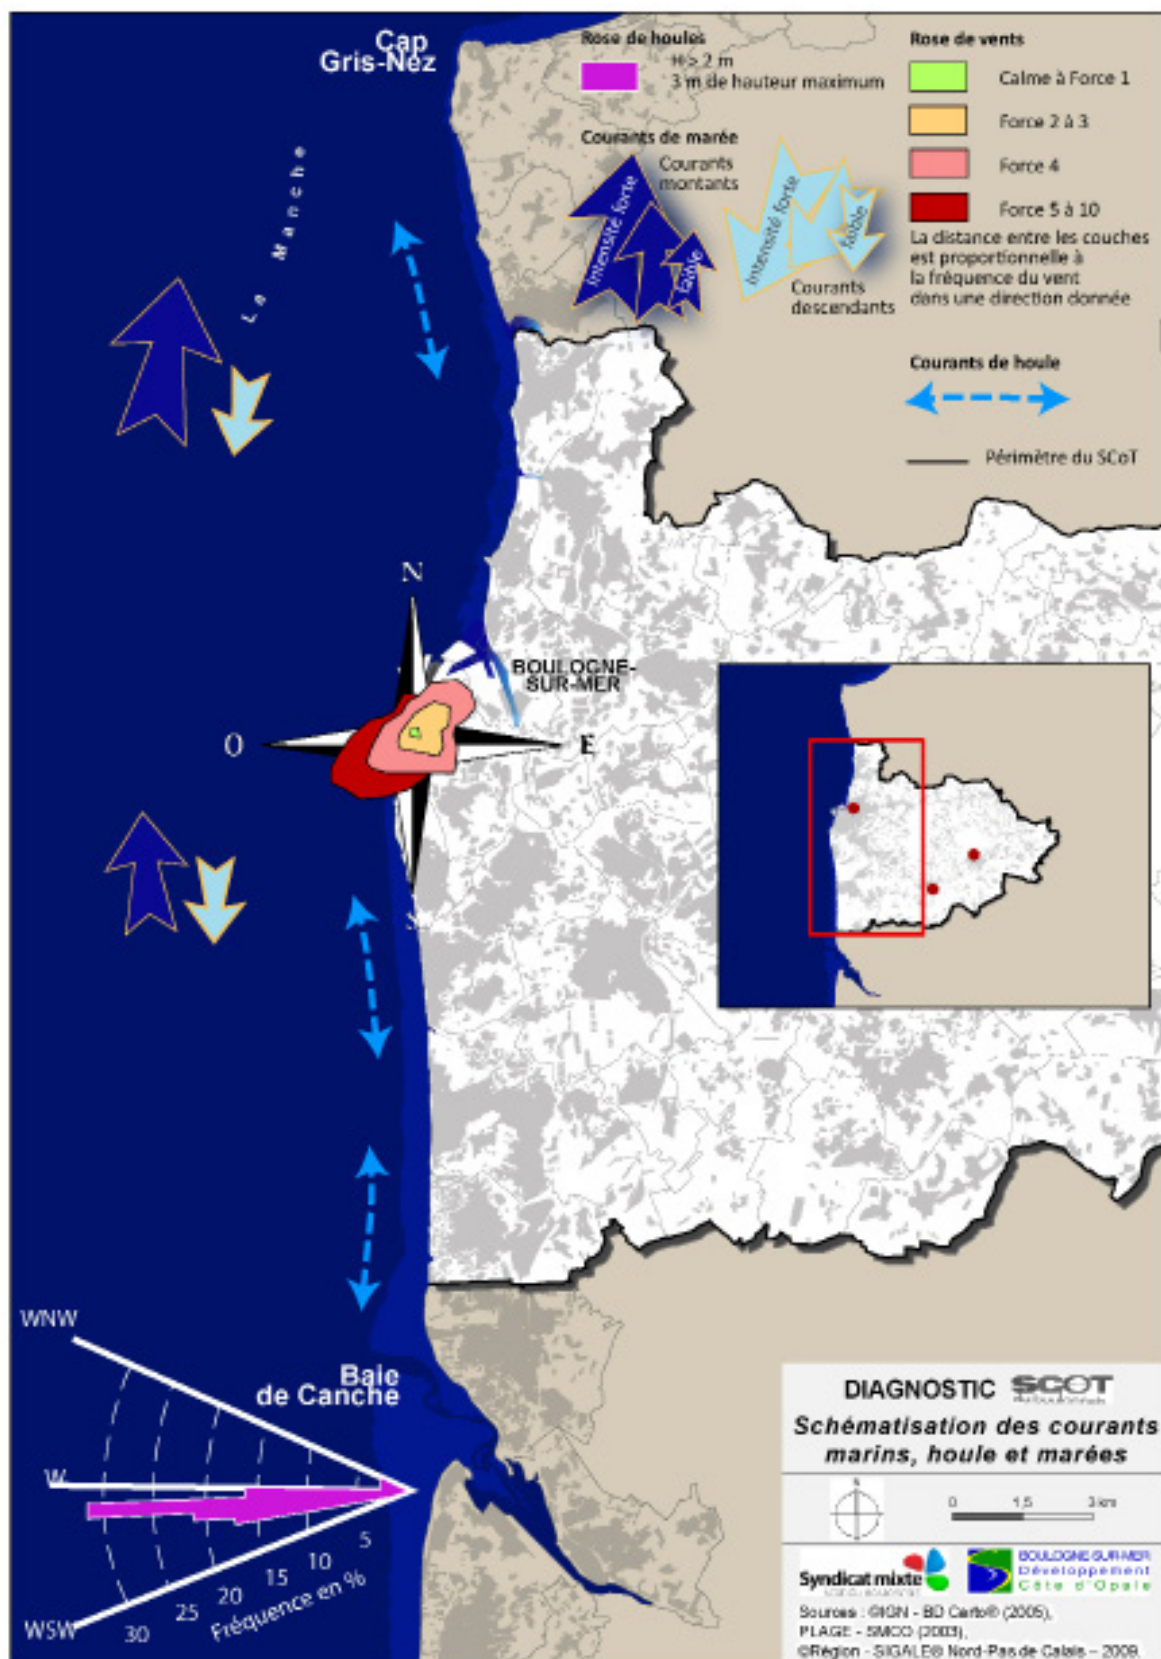 Cap
Gris-Nez
La Manche
Rose de houles
H > 2 m
3 m de hauteur maximum
Courants de marée
Courants
montants
Intensité forte
faible
Intensité forte
faible
Courants
descendants
Rose de vents
Calme à Force 1
Force 2 à 3
Force 4
Force 5 à 10
La distance entre les couches
est proportionnelle à
la fréquence du vent
dans une direction donnée
Courants de houle
Périmètre du SCoT
N
O
E
S
BOULOGNE-
SUR-MER
Baie
de Canche
WNW
W
WSW
5
10
15
20
25
30
Fréquence en %
DIAGNOSTIC SCOT
Schématisation des courants
marins, houle et marées
N
0 1,5 3 km
Syndicat mixte
BOULOGNE-SUR-MER
Développement
Côte d'Opale
Sources : ©IGN - BD Carto® (2005),
PLAGE - SMCO (2003),
©Région - SIGALE® Nord-Pas de Calais – 2009.